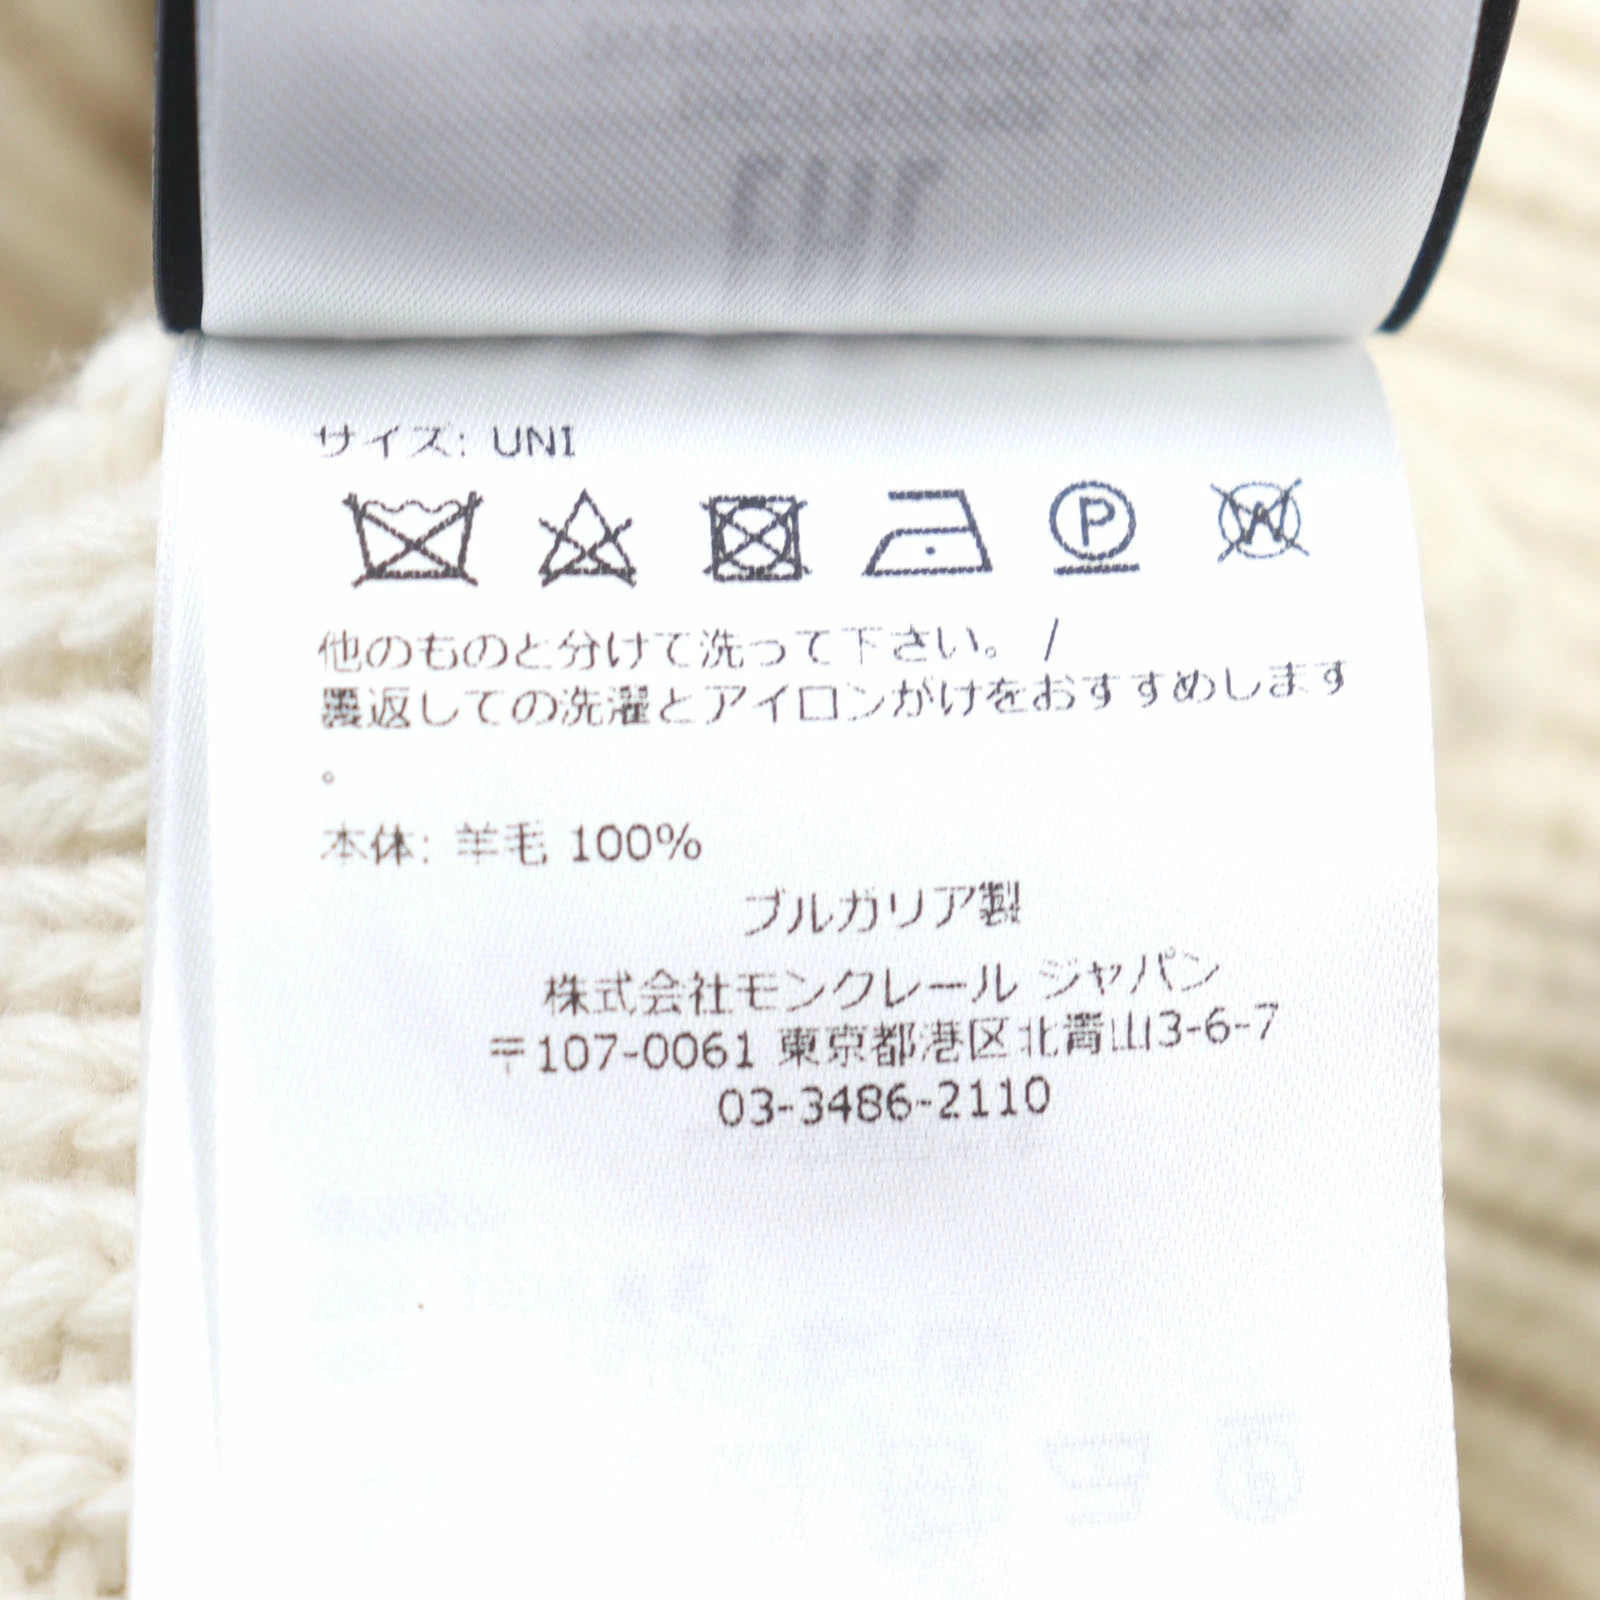 サイズ: UNI
他のものと分けて洗って下さい。 /
裏返しての洗濯とアイロンがけをおすすめします
。
本体: 羊毛 100%
ブルガリア製
株式会社モンクレール ジャパン
〒107-0061 東京都港区北青山3-6-7
03-3486-2110